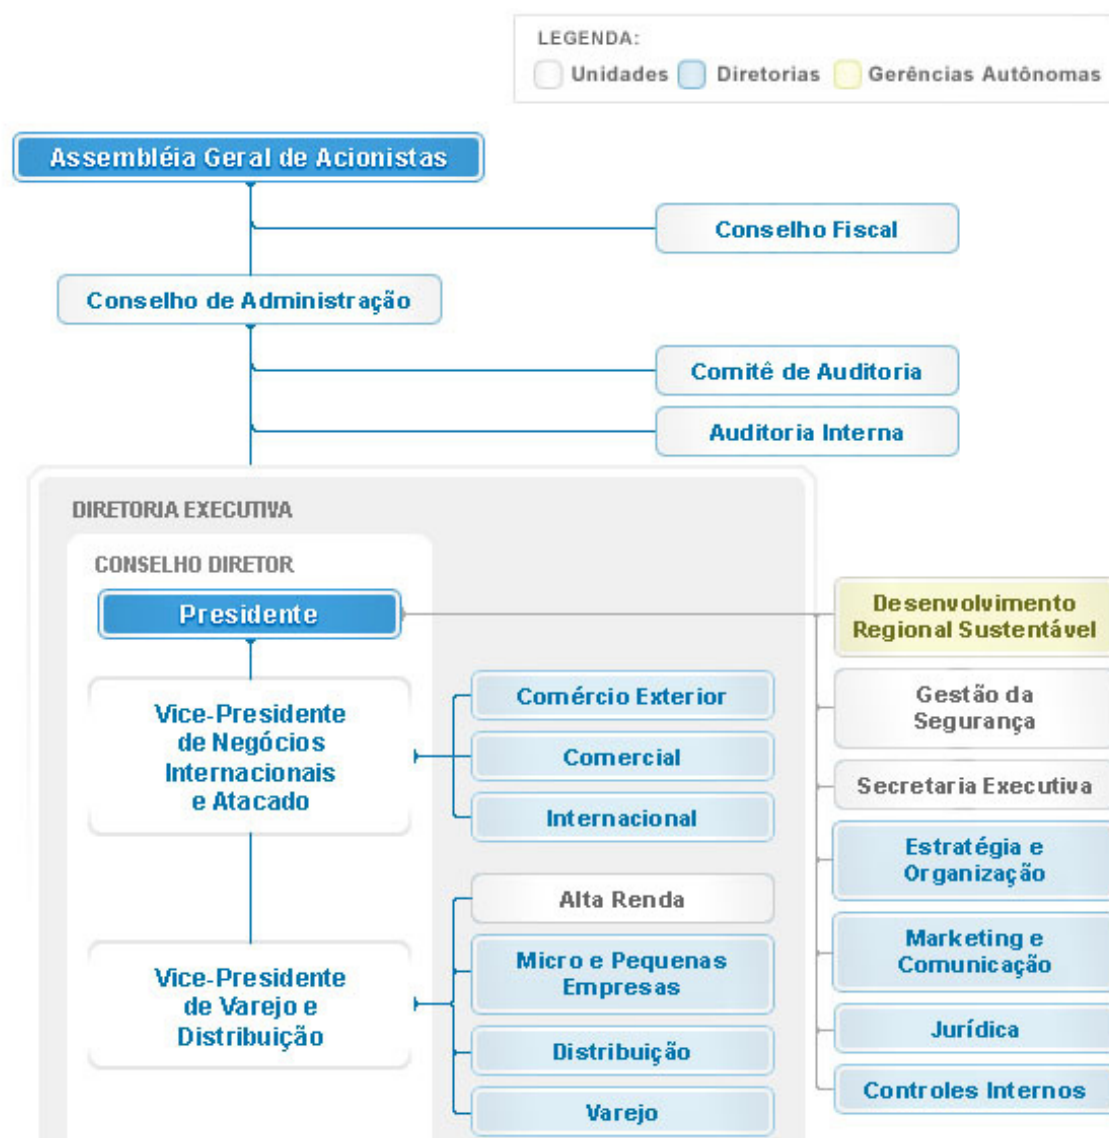 LEGENDA:
Unidades Diretorias Gerências Autônomas
Assembléia Geral de Acionistas
Conselho Fiscal
Conselho de Administração
Comitê de Auditoria
Auditoria Interna
DIRETORIA EXECUTIVA
CONSELHO DIRETOR
Presidente
Vice-Presidente
de Negócios
Internacionais
e Atacado
Comércio Exterior
Comercial
Internacional
Vice-Presidente
de Varejo e
Distribuição
Alta Renda
Micro e Pequenas
Empresas
Distribuição
Varejo
Desenvolvimento
Regional Sustentável
Gestão da
Segurança
Secretaria Executiva
Estratégia e
Organização
Marketing e
Comunicação
Jurídica
Controles Internos